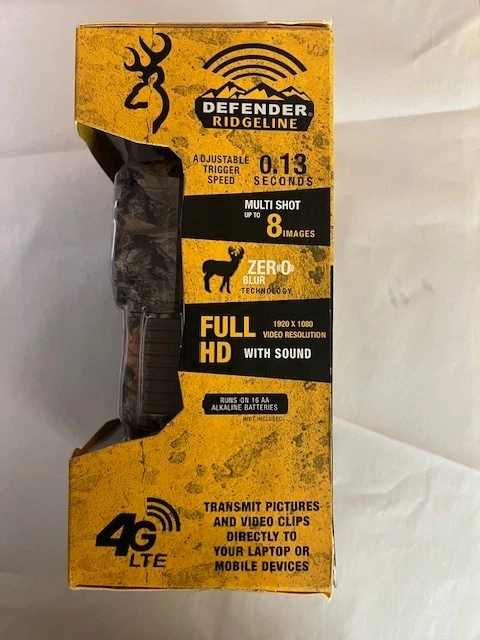 DEFENDER®
RIDGELINE
ADJUSTABLE
TRIGGER
SPEED
0.13
SECONDS
MULTI SHOT
UP TO
8 IMAGES
ZERO
BLUR
TECHNOLOGY
FULL
HD
1920 X 1080
VIDEO RESOLUTION
WITH SOUND
RUNS ON 16 AA
ALKALINE BATTERIES
(NOT INCLUDED)
4G
LTE
TRANSMIT PICTURES
AND VIDEO CLIPS
DIRECTLY TO
YOUR LAPTOP OR
MOBILE DEVICES